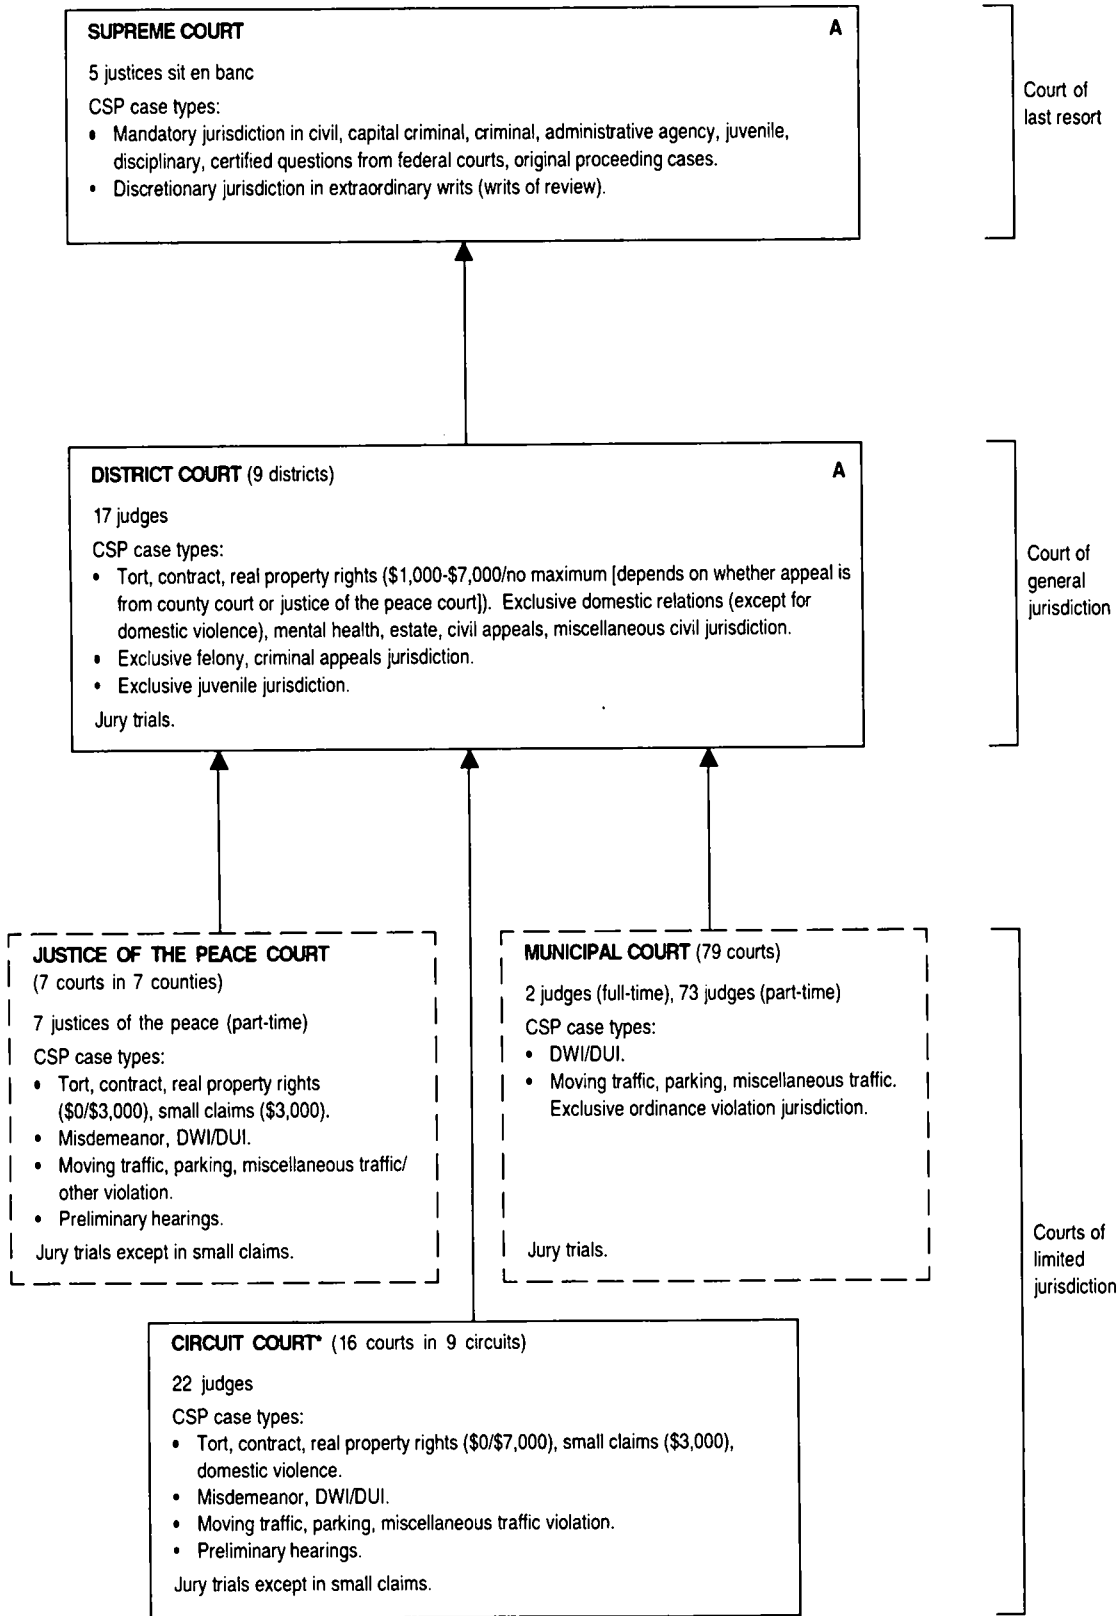 SUPREME COURT A
5 justices sit en banc
CSP case types:
• Mandatory jurisdiction in civil, capital criminal, criminal, administrative agency, juvenile,
disciplinary, certified questions from federal courts, original proceeding cases.
• Discretionary jurisdiction in extraordinary writs (writs of review).
Court of
last resort
DISTRICT COURT (9 districts) A
17 judges
CSP case types:
• Tort, contract, real property rights ($1,000-$7,000/no maximum [depends on whether appeal is
from county court or justice of the peace court]). Exclusive domestic relations (except for
domestic violence), mental health, estate, civil appeals, miscellaneous civil jurisdiction.
• Exclusive felony, criminal appeals jurisdiction.
• Exclusive juvenile jurisdiction.
Jury trials.
Court of
general
jurisdiction
JUSTICE OF THE PEACE COURT
(7 courts in 7 counties)
7 justices of the peace (part-time)
CSP case types:
• Tort, contract, real property rights
($0/$3,000), small claims ($3,000).
• Misdemeanor, DWI/DUI.
• Moving traffic, parking, miscellaneous traffic/
other violation.
• Preliminary hearings.
Jury trials except in small claims.
MUNICIPAL COURT (79 courts)
2 judges (full-time), 73 judges (part-time)
CSP case types:
• DWI/DUI.
• Moving traffic, parking, miscellaneous traffic.
Exclusive ordinance violation jurisdiction.
Jury trials.
Courts of
limited
jurisdiction
CIRCUIT COURT* (16 courts in 9 circuits)
22 judges
CSP case types:
• Tort, contract, real property rights ($0/$7,000), small claims ($3,000),
domestic violence.
• Misdemeanor, DWI/DUI.
• Moving traffic, parking, miscellaneous traffic violation.
• Preliminary hearings.
Jury trials except in small claims.